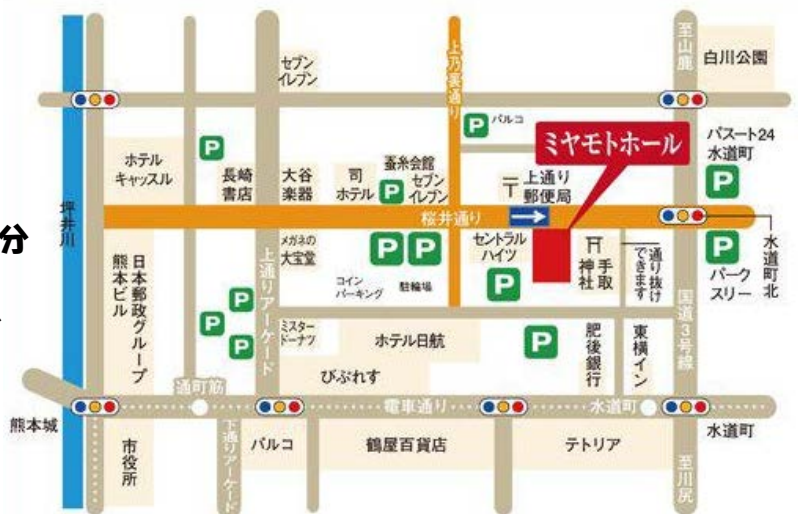 至山鹿
白川公園
セブン
イレブン
上乃裏通り
P
パルコ
ミヤモトホール
パスート24
水道町
P
ホテル
キャッスル
P
長崎
書店
大谷
楽器
司
ホテル
蚕糸会館
P
セブン
イレブン
〒
上通り
郵便局
坪井川
分
桜井通り
→
水道町北
日本郵政グループ
熊本ビル
上通りアーケード
メガネの
大宝堂
P P
コイン
パーキング
駐輪場
セントラル
ハイツ
P
手取
神社
通り抜け
できます
P
パーク
スリー
国道3号線
P
P
P
ミスター
ドーナツ
ホテル日航
P
肥後
銀行
東横イン
びぷれす
通町筋
電車通り
水道町
熊本城
水道町
市役所
下通りアーケード
パルコ
鶴屋百貨店
テトリア
至川尻